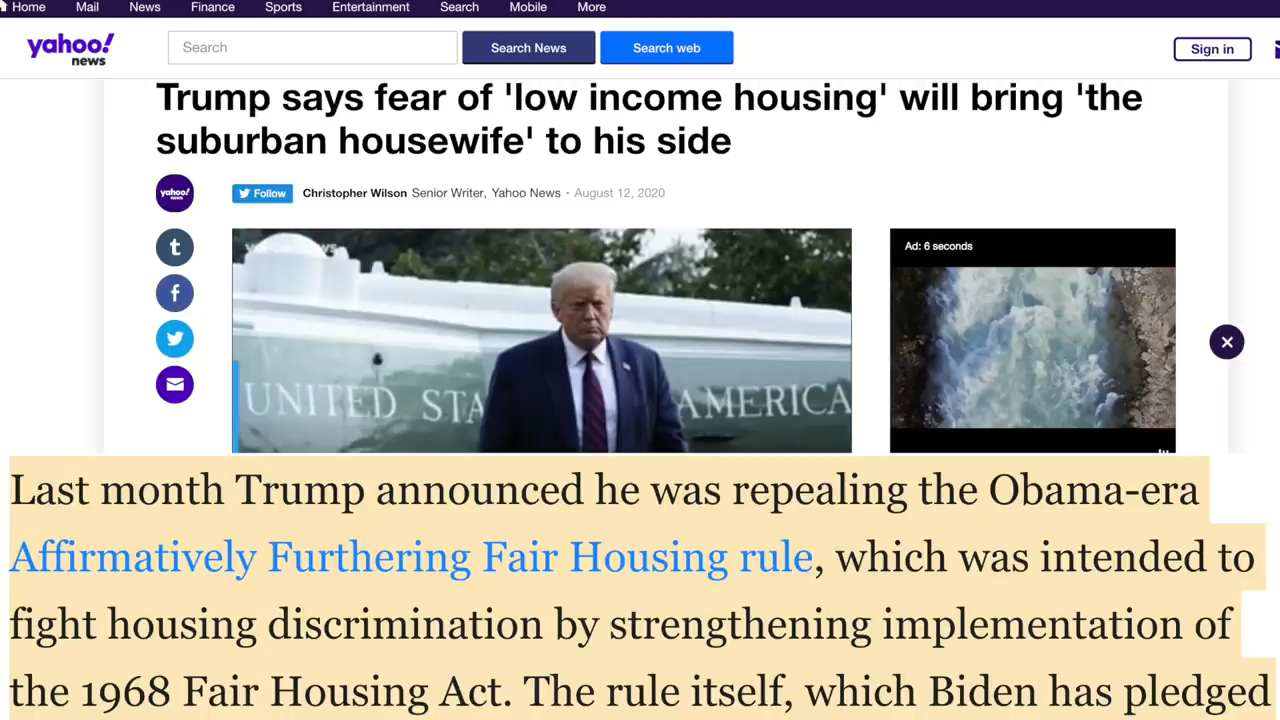 Home Mail News Finance Sports Entertainment Search Mobile More
yahoo!
news
Search
Search News
Search web
Sign in
Trump says fear of 'low income housing' will bring 'the
suburban housewife' to his side
yahoo!
news
Follow
Christopher Wilson Senior Writer, Yahoo News · August 12, 2020
t
f
Ad: 6 seconds
UNITED STA AMERICA
Last month Trump announced he was repealing the Obama-era
Affirmatively Furthering Fair Housing rule, which was intended to
fight housing discrimination by strengthening implementation of
the 1968 Fair Housing Act. The rule itself, which Biden has pledged